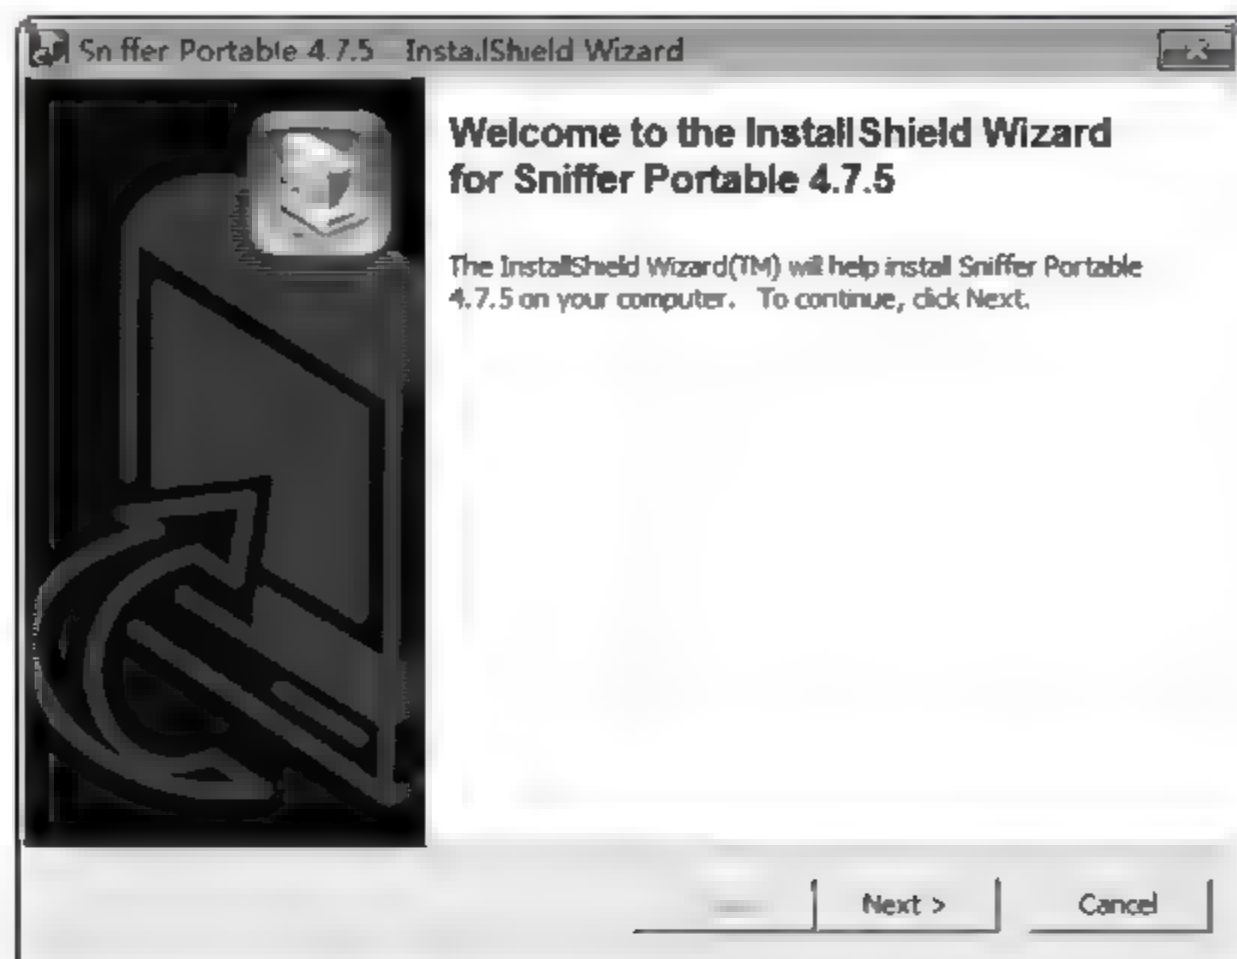 Sniffer Portable 4.7.5 InstallShield Wizard
Welcome to the InstallShield Wizard
for Sniffer Portable 4.7.5
The InstallShield Wizard(TM) will help install Sniffer Portable
4.7.5 on your computer. To continue, click Next.
Next > Cancel